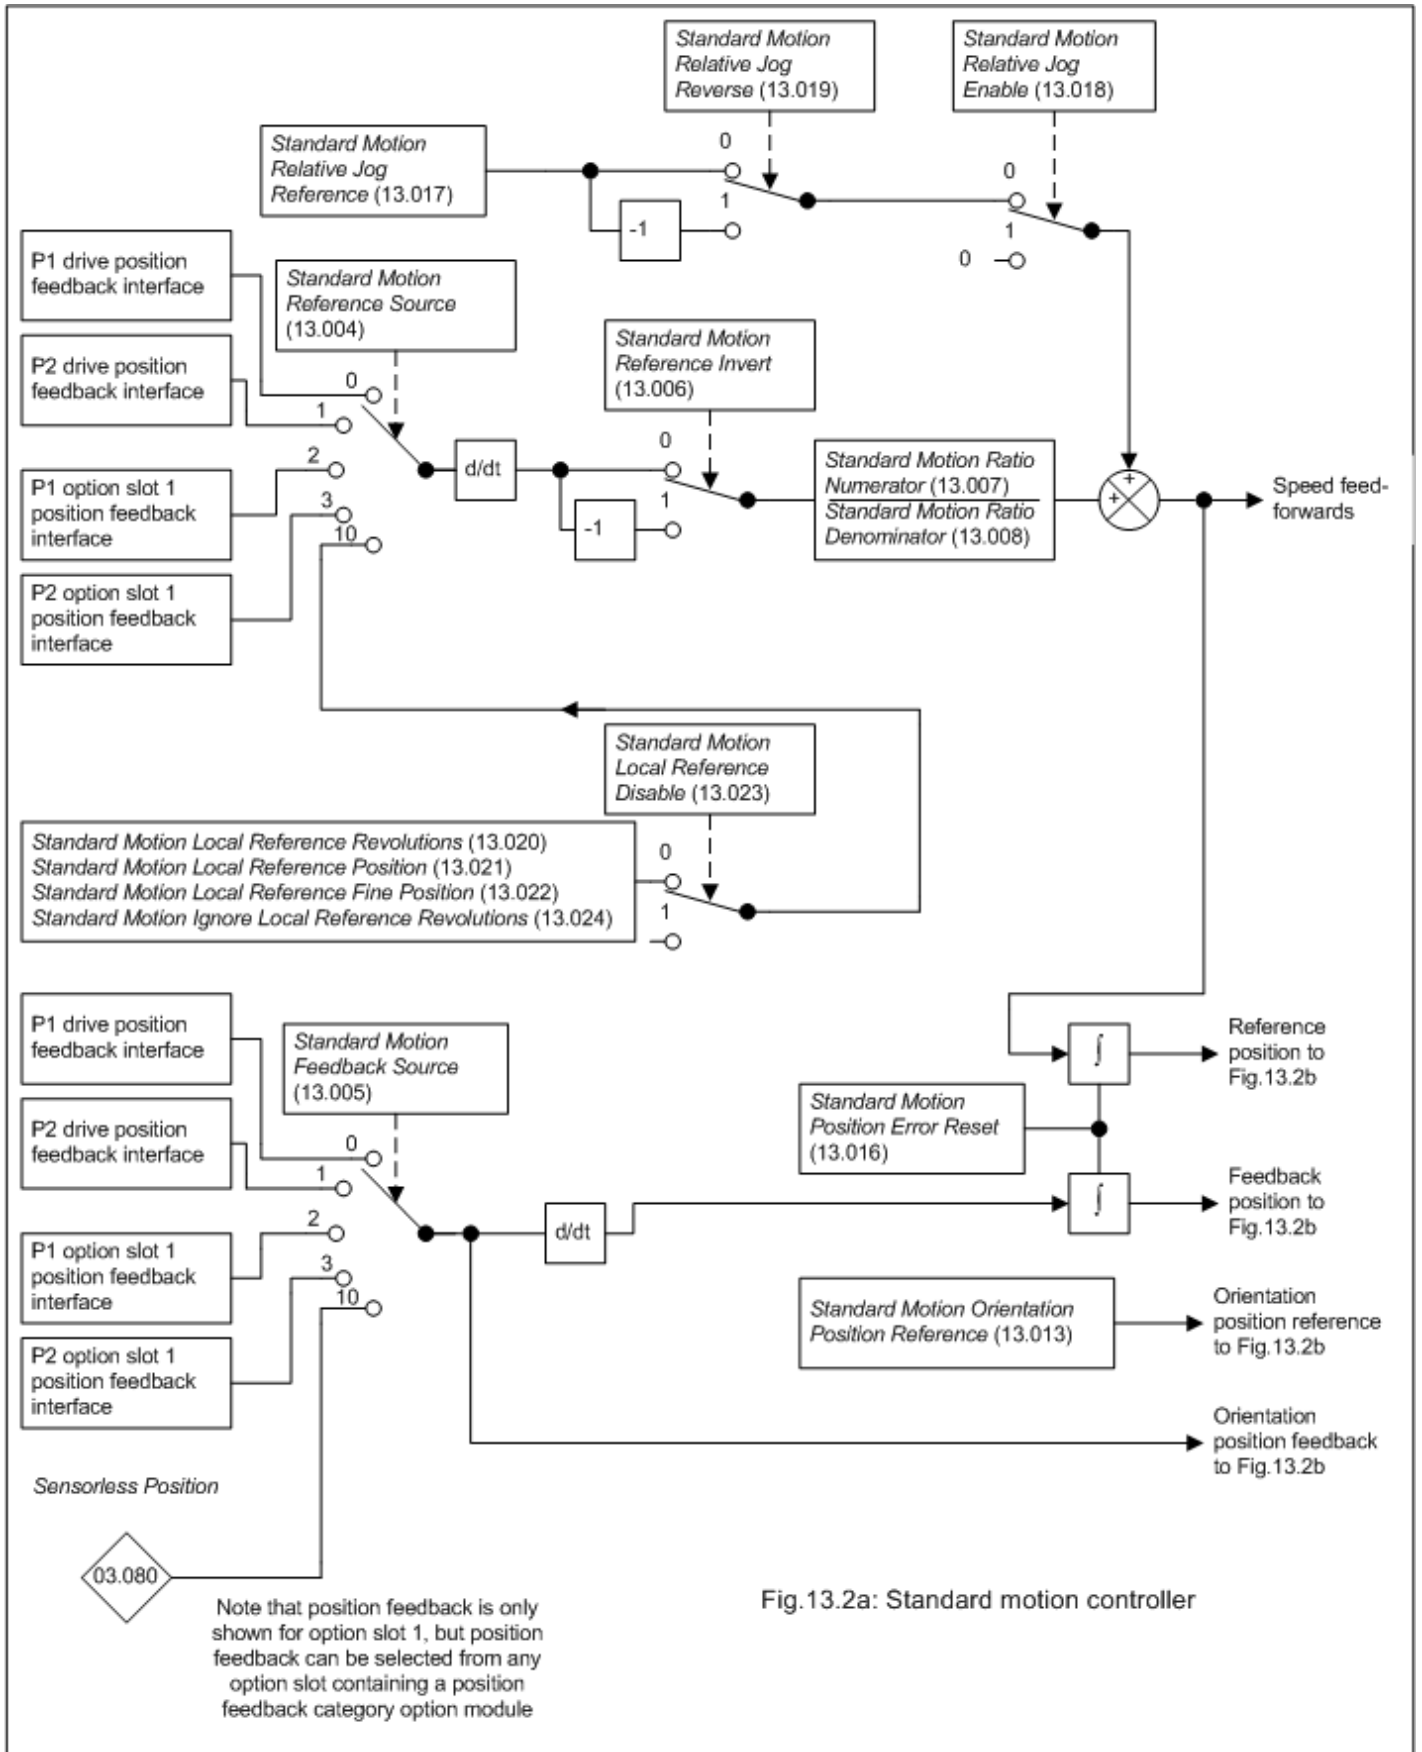 Standard Motion
Relative Jog
Reverse (13.019)
Standard Motion
Relative Jog
Enable (13.018)
Standard Motion
Relative Jog
Reference (13.017)
0
1
-1
0
1
0
P1 drive position
feedback interface
P2 drive position
feedback interface
P1 option slot 1
position feedback
interface
P2 option slot 1
position feedback
interface
Standard Motion
Reference Source
(13.004)
0
1
2
3
10
d/dt
Standard Motion
Reference Invert
(13.006)
0
1
-1
Standard Motion Ratio
Numerator (13.007)
Standard Motion Ratio
Denominator (13.008)
+
+
Speed feed-
forwards
Standard Motion
Local Reference
Disable (13.023)
Standard Motion Local Reference Revolutions (13.020)
Standard Motion Local Reference Position (13.021)
Standard Motion Local Reference Fine Position (13.022)
Standard Motion Ignore Local Reference Revolutions (13.024)
0
1
P1 drive position
feedback interface
P2 drive position
feedback interface
P1 option slot 1
position feedback
interface
P2 option slot 1
position feedback
interface
Standard Motion
Feedback Source
(13.005)
0
1
2
3
10
d/dt
∫
Reference
position to
Fig.13.2b
Standard Motion
Position Error Reset
(13.016)
∫
Feedback
position to
Fig.13.2b
Standard Motion Orientation
Position Reference (13.013)
Orientation
position reference
to Fig.13.2b
Orientation
position feedback
to Fig.13.2b
Sensorless Position
03.080
Note that position feedback is only
shown for option slot 1, but position
feedback can be selected from any
option slot containing a position
feedback category option module
Fig.13.2a: Standard motion controller